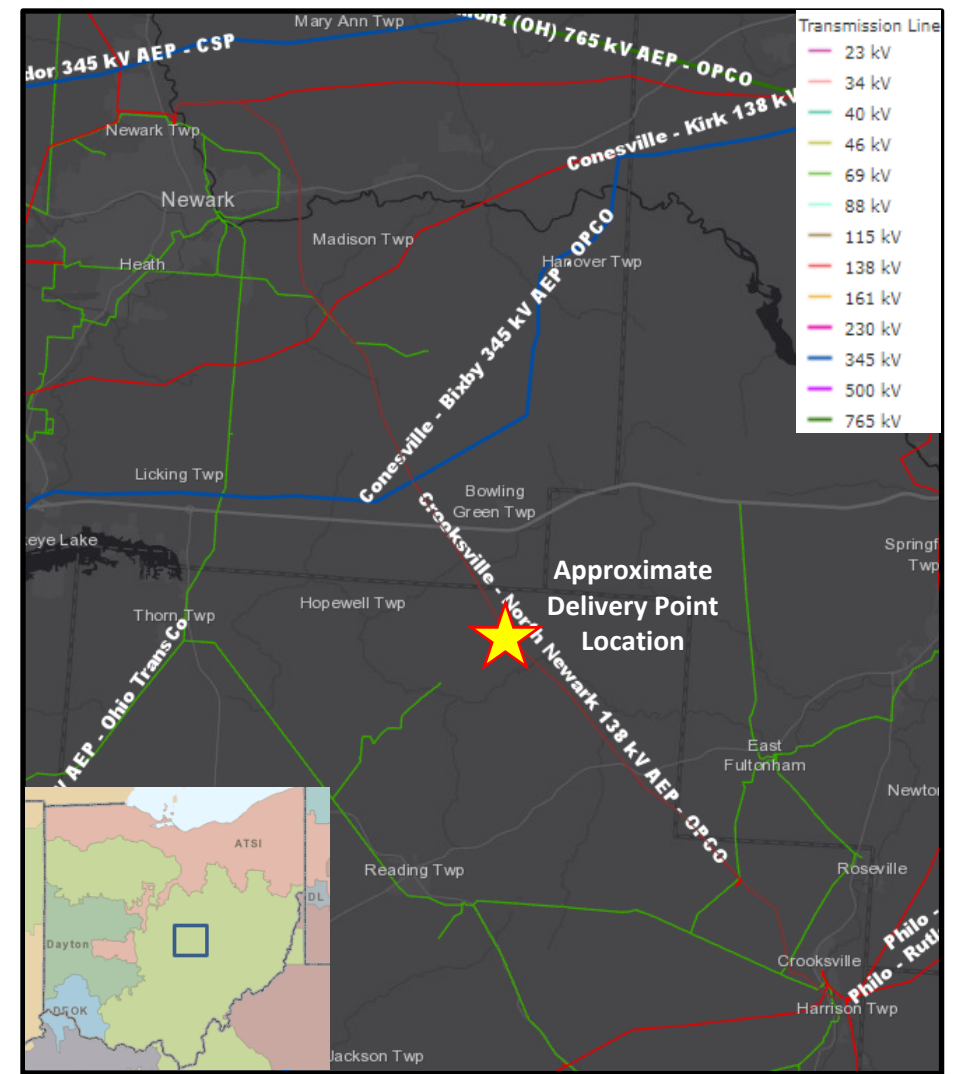 Mary Ann Twp
mont (OH) 765 kV AEP - OPCO
dor 345 kV AEP - CSP
Transmission Line
23 kV
34 kV
40 kV
46 kV
69 kV
88 kV
115 kV
138 kV
161 kV
230 kV
345 kV
500 kV
765 kV
Newark Twp
Conesville - Kirk 138 kV
Newark
Madison Twp
Heath
Hanover Twp
Conesville - Bixby 345 kV AEP - OPCO
Licking Twp
Bowling
Green Twp
Crooksville - North Newark 138 kV AEP - OPCO
eye Lake
Springf
Twp
Approximate
Delivery Point
Location
Hopewell Twp
Thorn Twp
V AEP - Ohio TransCo
East
Fultonham
Newto
Reading Twp
Roseville
Philo -
Philo - Rutl
Crooksville
Harrison Twp
Jackson Twp
ATSI
DL
Dayton
DEOK